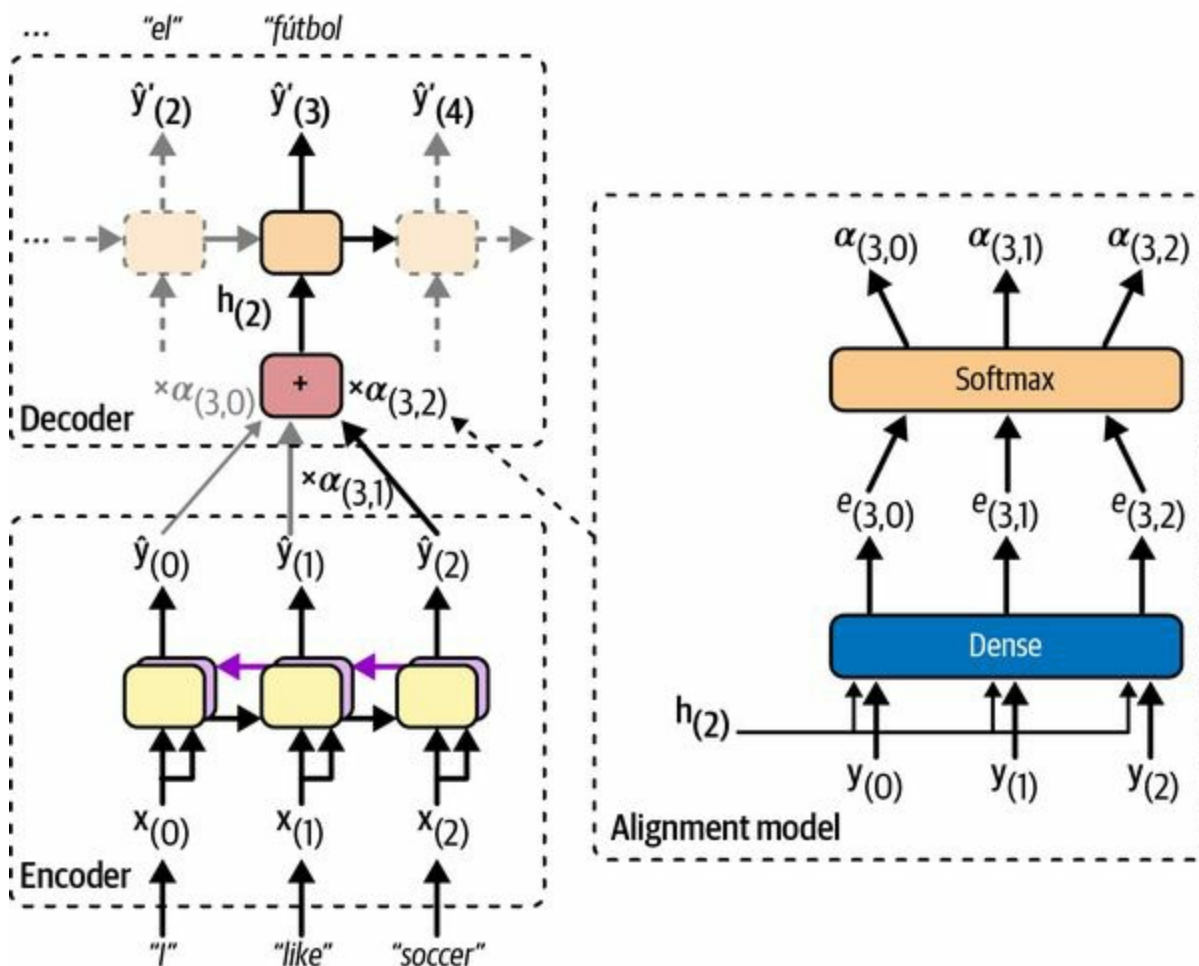 ... "el" "fútbol
ŷ'(2) ŷ'(3) ŷ'(4)
...
h(2)
+
×α(3,0) ×α(3,2)
Decoder
×α(3,1)
ŷ(0) ŷ(1) ŷ(2)
x(0) x(1) x(2)
Encoder
"I" "like" "soccer"
α(3,0) α(3,1) α(3,2)
Softmax
e(3,0) e(3,1) e(3,2)
Dense
h(2)
y(0) y(1) y(2)
Alignment model